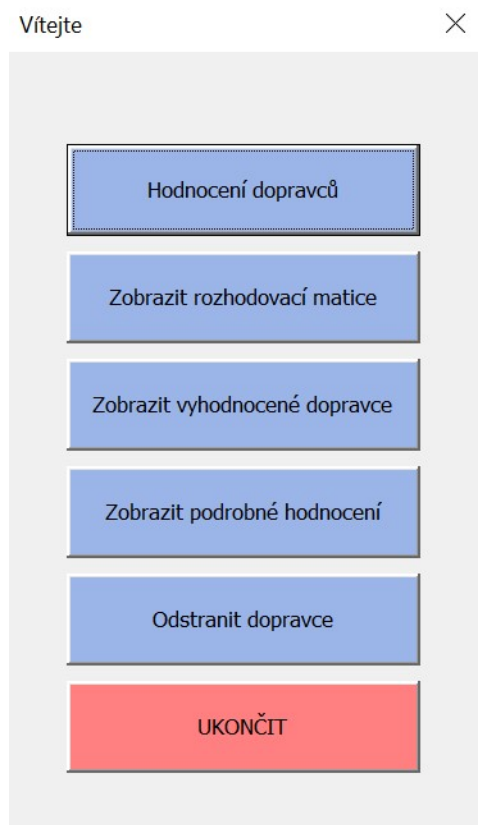 Vítejte
Hodnocení dopravců
Zobrazit rozhodovací matice
Zobrazit vyhodnocené dopravce
Zobrazit podrobné hodnocení
Odstranit dopravce
UKONČIT